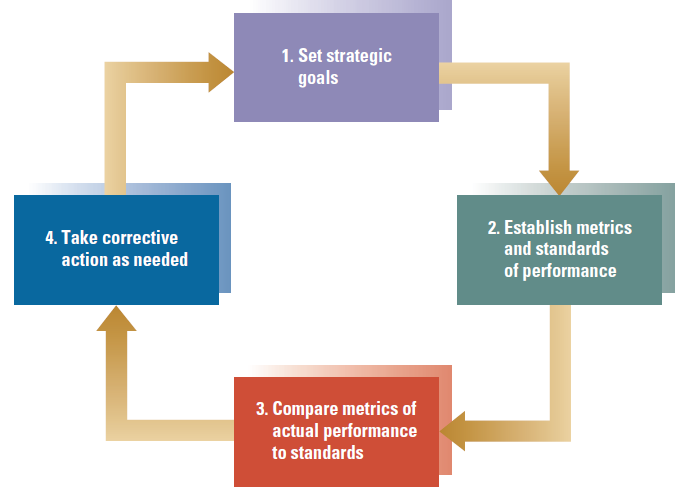 1. Set strategic
goals
2. Establish metrics
and standards
of performance
3. Compare metrics of
actual performance
to standards
4. Take corrective
action as needed